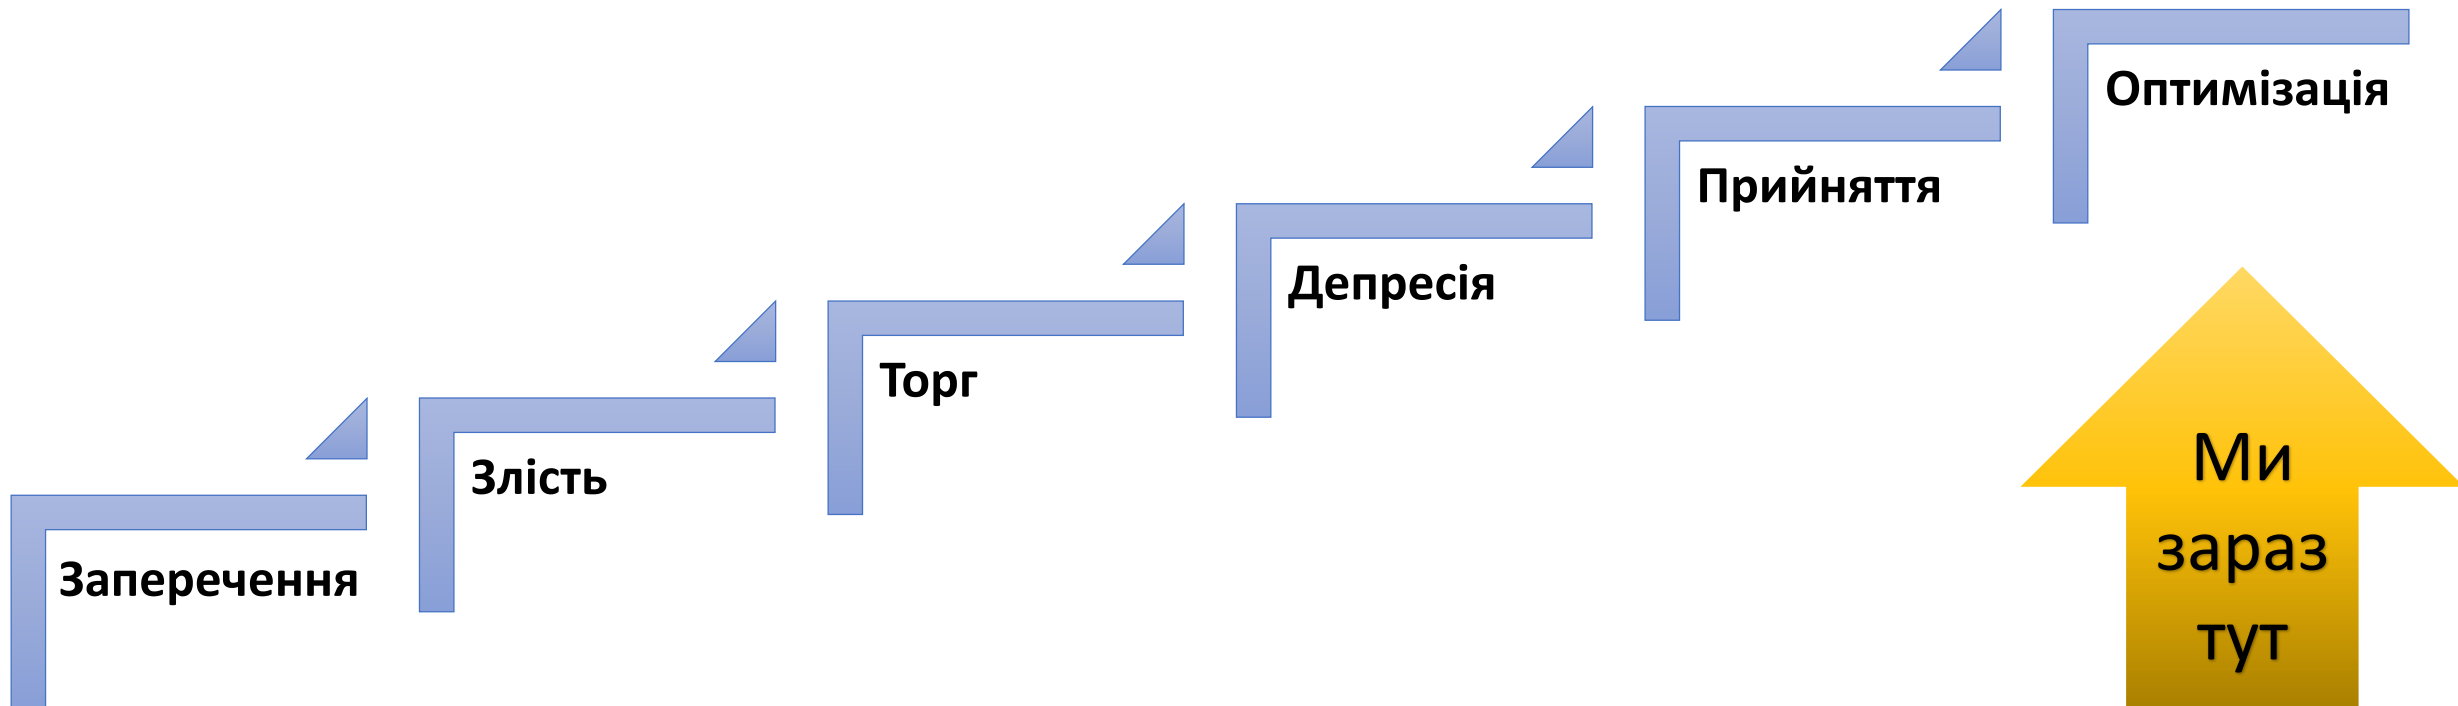 Заперечення
Злість
Торг
Депресія
Прийняття
Оптимізація
Ми
зараз
тут